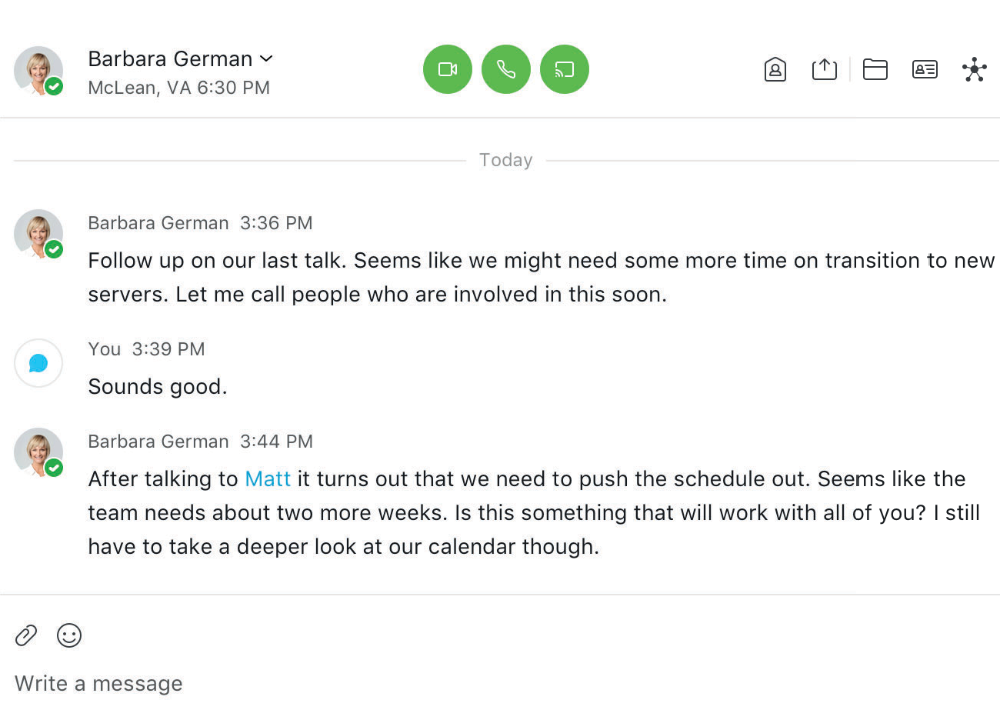 Barbara German
McLean, VA 6:30 PM
Today
Barbara German 3:36 PM
Follow up on our last talk. Seems like we might need some more time on transition to new
servers. Let me call people who are involved in this soon.
You 3:39 PM
Sounds good.
Barbara German 3:44 PM
After talking to Matt it turns out that we need to push the schedule out. Seems like the
team needs about two more weeks. Is this something that will work with all of you? I still
have to take a deeper look at our calendar though.
Write a message